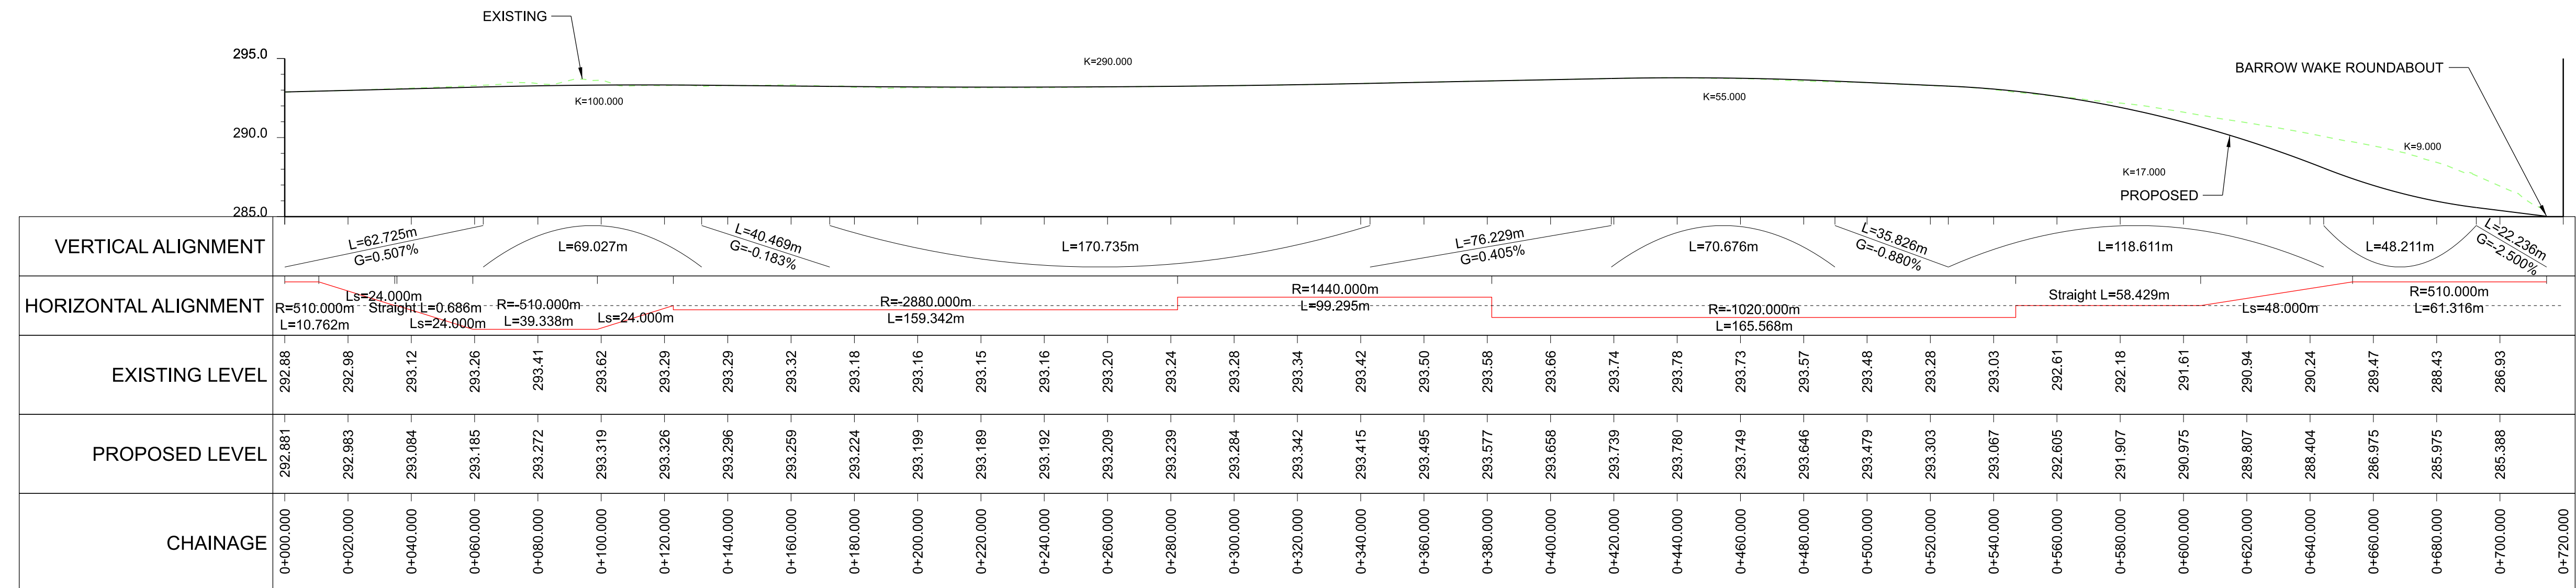 EXISTING
295.0
K=290.000
BARROW WAKE ROUNDABOUT
K=100.000
K=55.000
290.0
K=9.000
K=17.000
PROPOSED
285.0
VERTICAL ALIGNMENT
L=62.725m
G=0.507%
L=69.027m
L=40.469m
G=-0.183%
L=170.735m
L=76.229m
G=0.405%
L=70.676m
L=35.826m
G=-0.880%
L=118.611m
L=48.211m
L=22.236m
G=-2.500%
HORIZONTAL ALIGNMENT
R=510.000m
L=10.762m
Ls=24.000m
Straight L=0.686m
Ls=24.000m
R=-510.000m
L=39.338m
Ls=24.000m
R=-2880.000m
L=159.342m
R=1440.000m
L=99.295m
R=-1020.000m
L=165.568m
Straight L=58.429m
Ls=48.000m
R=510.000m
L=61.316m
EXISTING LEVEL
292.88 292.98 293.12 293.26 293.41 293.62 293.29 293.29 293.32 293.18 293.16 293.15 293.16 293.20 293.24 293.28 293.34 293.42 293.50 293.58 293.66 293.74 293.78 293.73 293.57 293.48 293.28 293.03 292.61 292.18 291.61 290.94 290.24 289.47 288.43 286.93
PROPOSED LEVEL
292.881 292.983 293.084 293.185 293.272 293.319 293.326 293.296 293.259 293.224 293.199 293.189 293.192 293.209 293.239 293.284 293.342 293.415 293.495 293.577 293.658 293.739 293.780 293.749 293.646 293.479 293.303 293.067 292.605 291.907 290.975 289.807 288.404 286.975 285.975 285.388
CHAINAGE
0+000.000 0+020.000 0+040.000 0+060.000 0+080.000 0+100.000 0+120.000 0+140.000 0+160.000 0+180.000 0+200.000 0+220.000 0+240.000 0+260.000 0+280.000 0+300.000 0+320.000 0+340.000 0+360.000 0+380.000 0+400.000 0+420.000 0+440.000 0+460.000 0+480.000 0+500.000 0+520.000 0+540.000 0+560.000 0+580.000 0+600.000 0+620.000 0+640.000 0+660.000 0+680.000 0+700.000 0+720.000